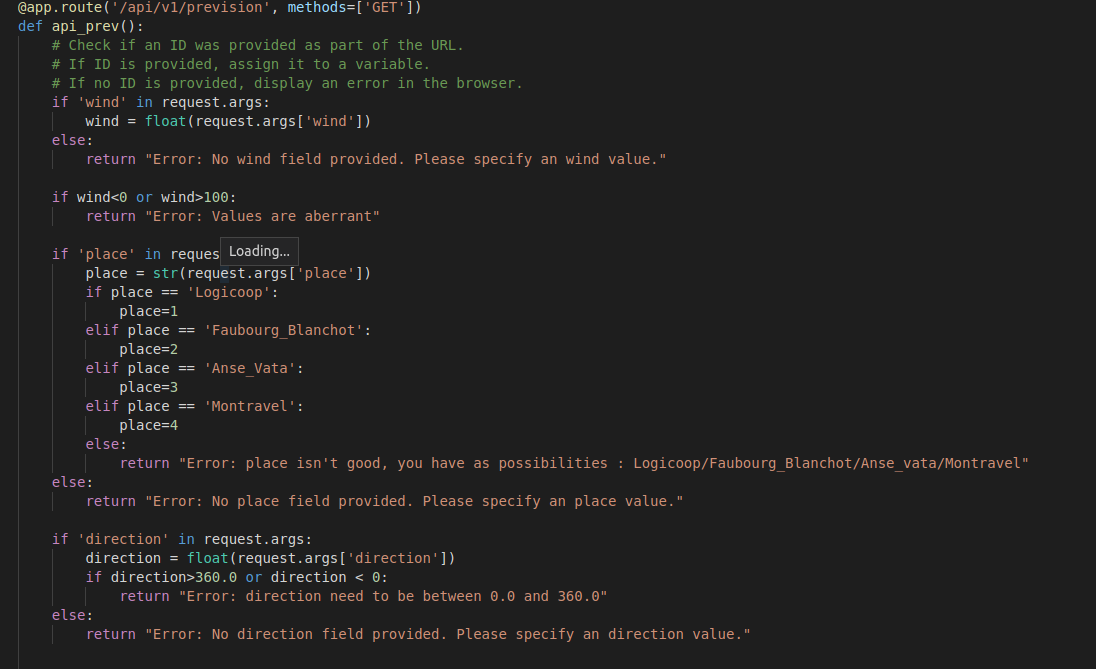 @app.route('/api/v1/prevision', methods=['GET'])
def api_prev():
    # Check if an ID was provided as part of the URL.
    # If ID is provided, assign it to a variable.
    # If no ID is provided, display an error in the browser.
    if 'wind' in request.args:
        wind = float(request.args['wind'])
    else:
        return "Error: No wind field provided. Please specify an wind value."
    if wind<0 or wind>100:
        return "Error: Values are aberrant"
    if 'place' in reques
Loading...
        place = str(request.args['place'])
        if place == 'Logicoop':
            place=1
        elif place == 'Faubourg_Blanchot':
            place=2
        elif place == 'Anse_Vata':
            place=3
        elif place == 'Montravel':
            place=4
        else:
            return "Error: place isn't good, you have as possibilities : Logicoop/Faubourg_Blanchot/Anse_vata/Montravel"
    else:
        return "Error: No place field provided. Please specify an place value."
    if 'direction' in request.args:
        direction = float(request.args['direction'])
        if direction>360.0 or direction < 0:
            return "Error: direction need to be between 0.0 and 360.0"
    else:
        return "Error: No direction field provided. Please specify an direction value."